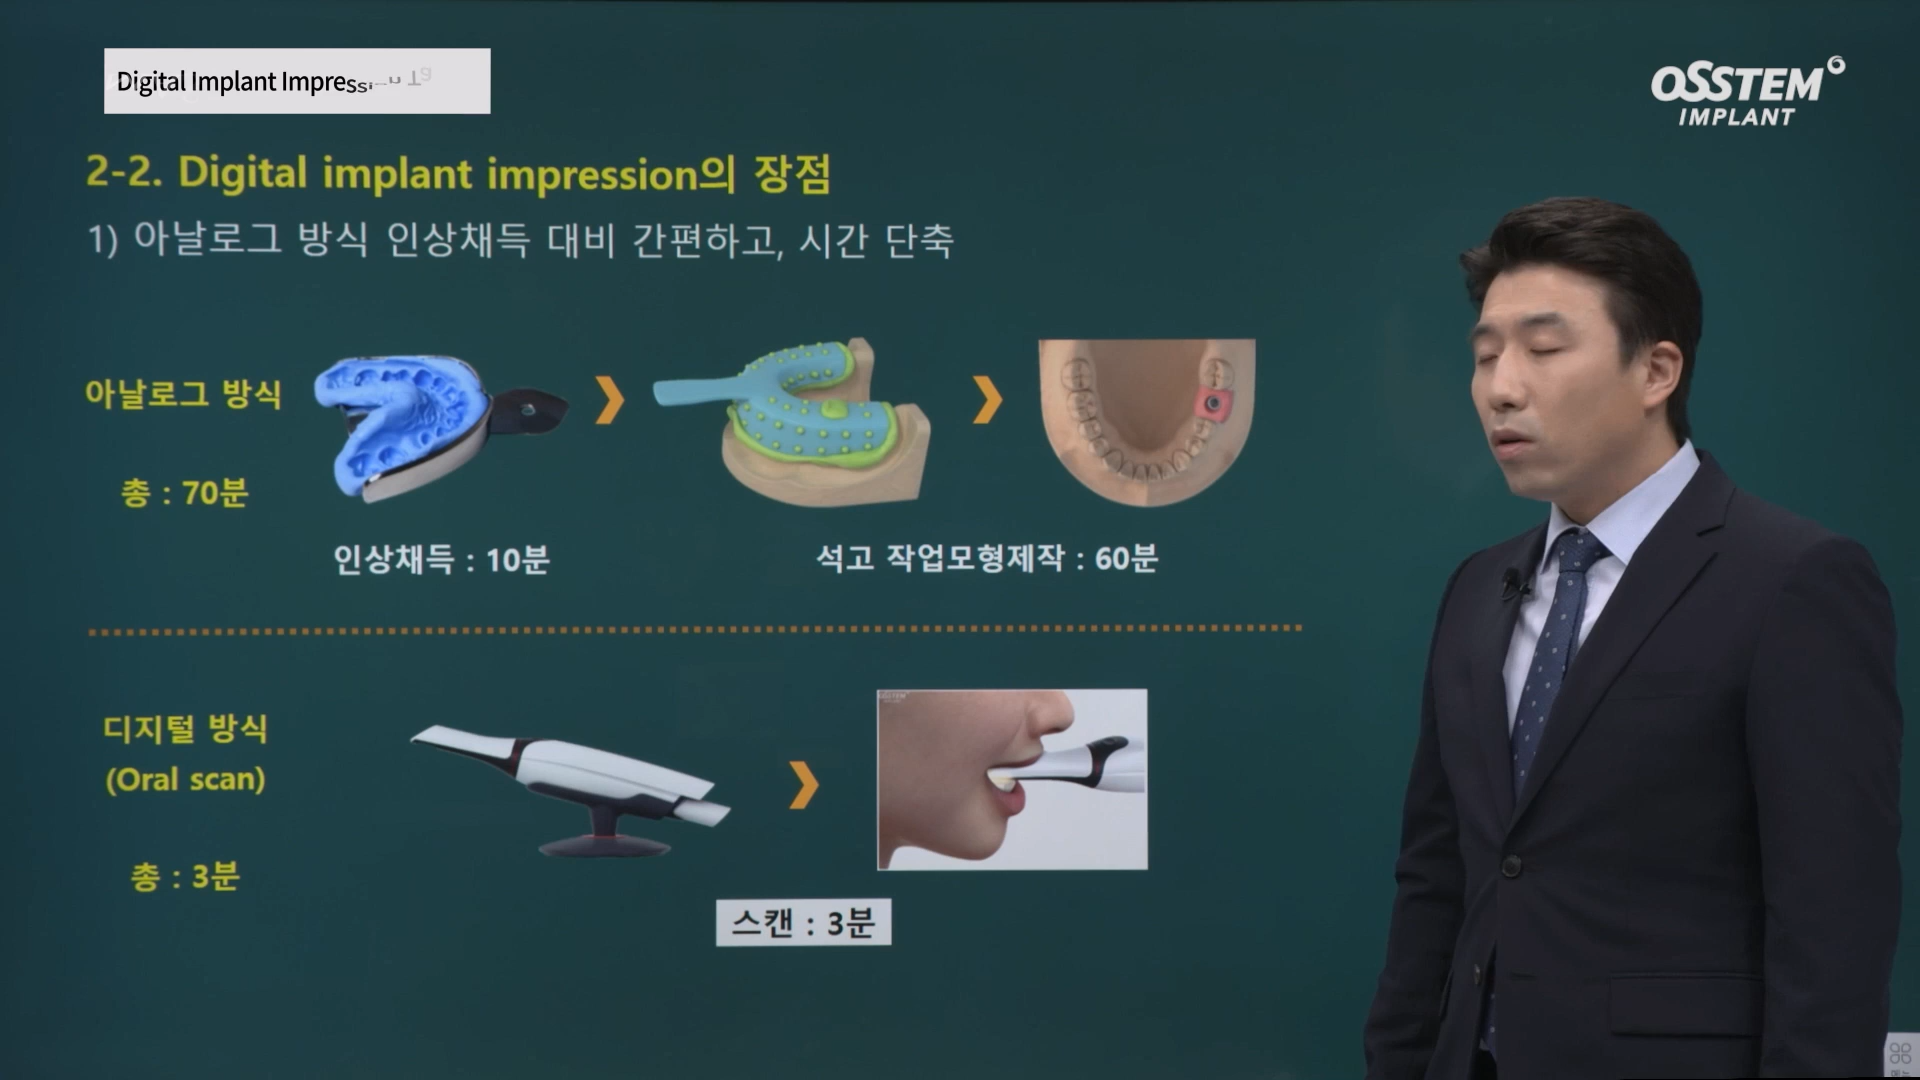 Digital Implant Impress
OSSTEM
IMPLANT
2-2. Digital implant impression의 장점
1) 아날로그 방식 인상채득 대비 간편하고, 시간 단축
아날로그 방식
총 : 70분
인상채득 : 10분
석고 작업모형제작 : 60분
디지털 방식
(Oral scan)
총 : 3분
스캔 : 3분